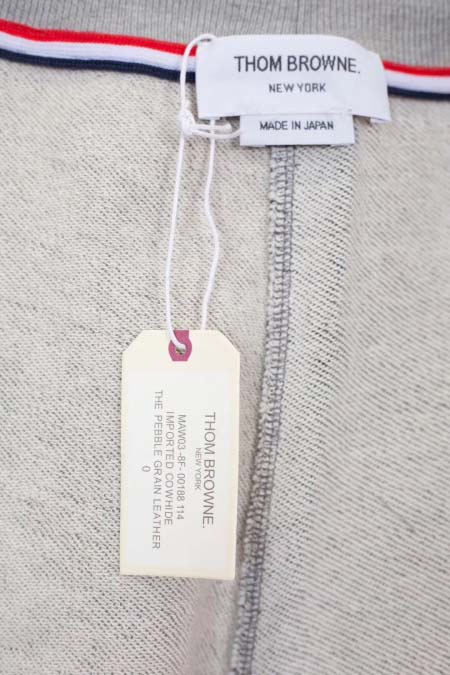 THOM BROWNE.
NEW YORK
MADE IN JAPAN
THOM BROWNE.
NEW YORK
MAW03-8F- 00188 114
IMPORTED COWHIDE
THE PEBBLE GRAIN LEATHER
0